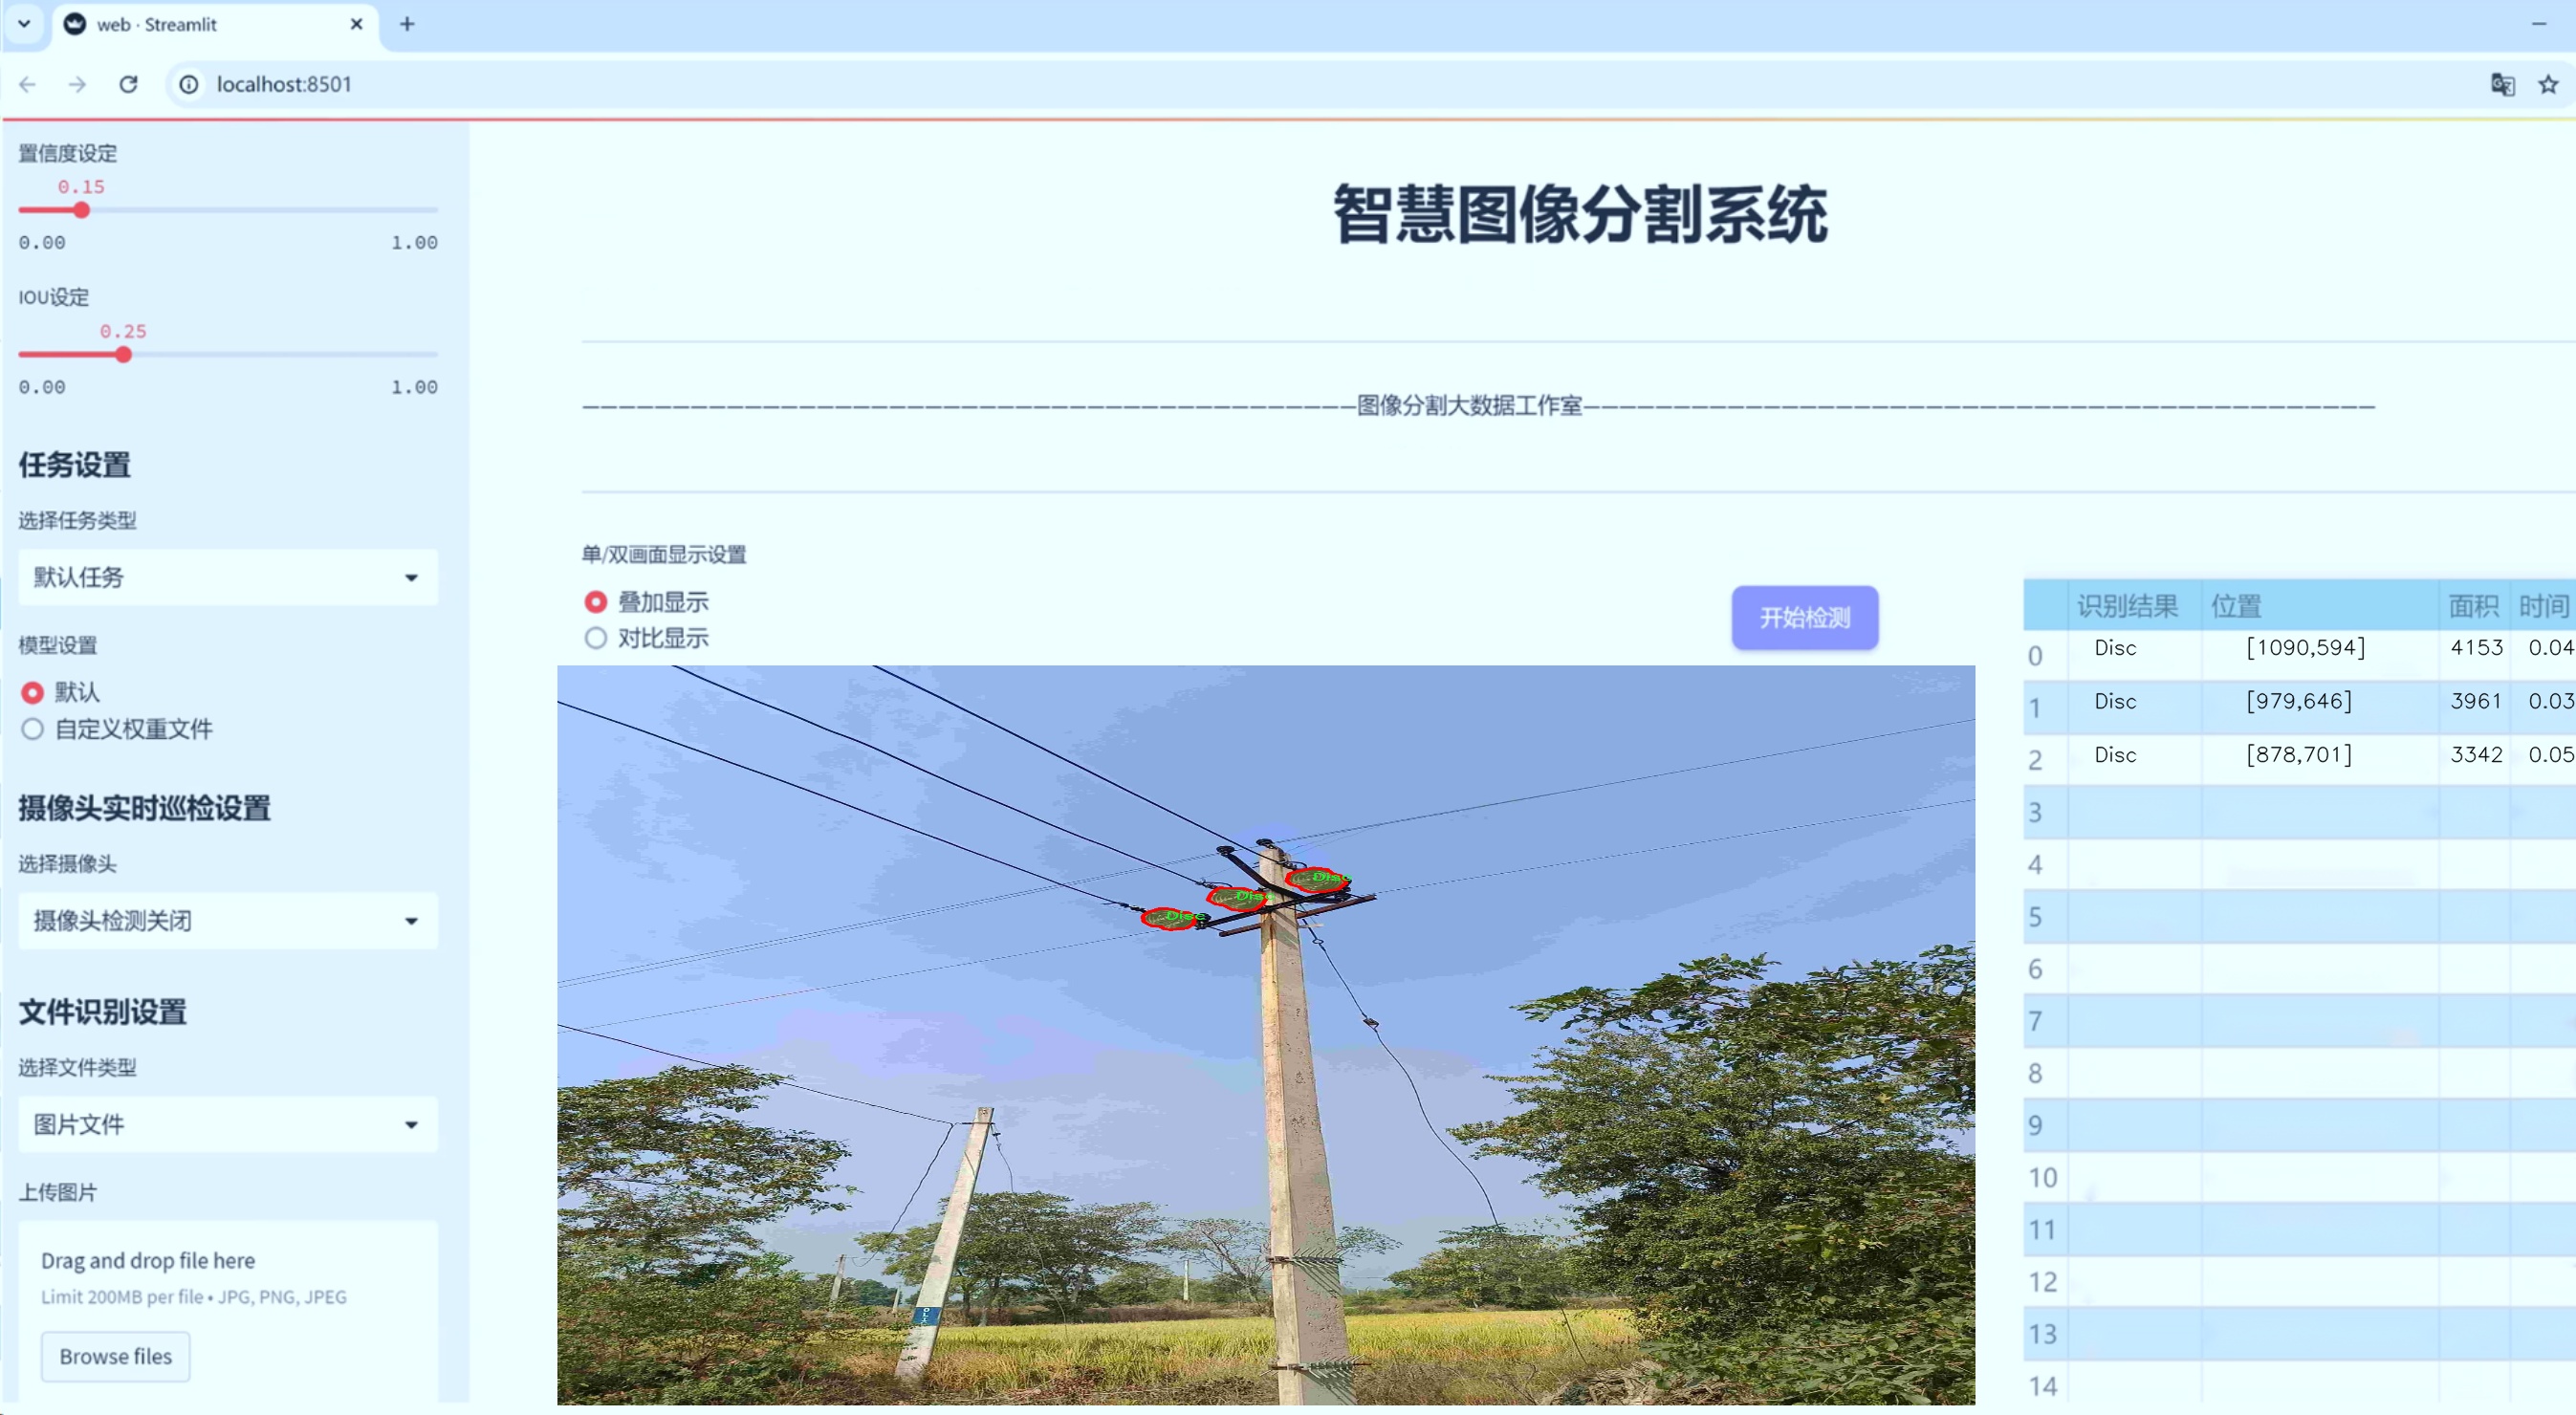 web · Streamlit
localhost:8501
置信度设定
0.15
0.00 1.00
IOU设定
0.25
0.00 1.00
任务设置
选择任务类型
默认任务
模型设置
默认
自定义权重文件
摄像头实时巡检设置
选择摄像头
摄像头检测关闭
文件识别设置
选择文件类型
图片文件
上传图片
Drag and drop file here
Limit 200MB per file • JPG, PNG, JPEG
Browse files
智慧图像分割系统
图像分割大数据工作室
单/双画面显示设置
叠加显示
对比显示
开始检测
Disc
Disc
Disc
识别结果 位置 面积 时间
0 Disc [1090,594] 4153 0.04
1 Disc [979,646] 3961 0.03
2 Disc [878,701] 3342 0.05
3
4
5
6
7
8
9
10
11
12
13
14